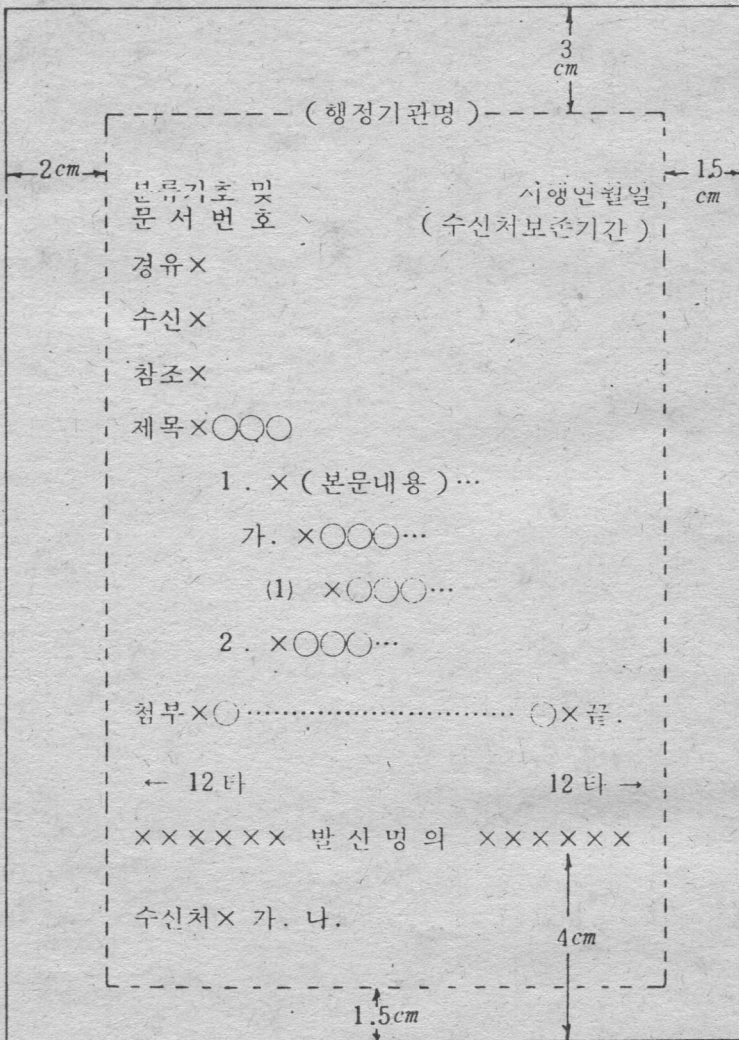 3
cm
(행정기관명)
2cm
1.5
cm
분류기호 및
문서번호
시행연월일
(수신처보존기간)
경유×
수신×
참조×
제목×○○○
1. ×(본문내용)…
가. ×○○○…
(1) ×○○○…
2. ×○○○…
첨부×○…………………………○×끝.
← 12타
12타 →
×××××× 발신명의 ××××××
수신처× 가. 나.
4cm
1.5cm